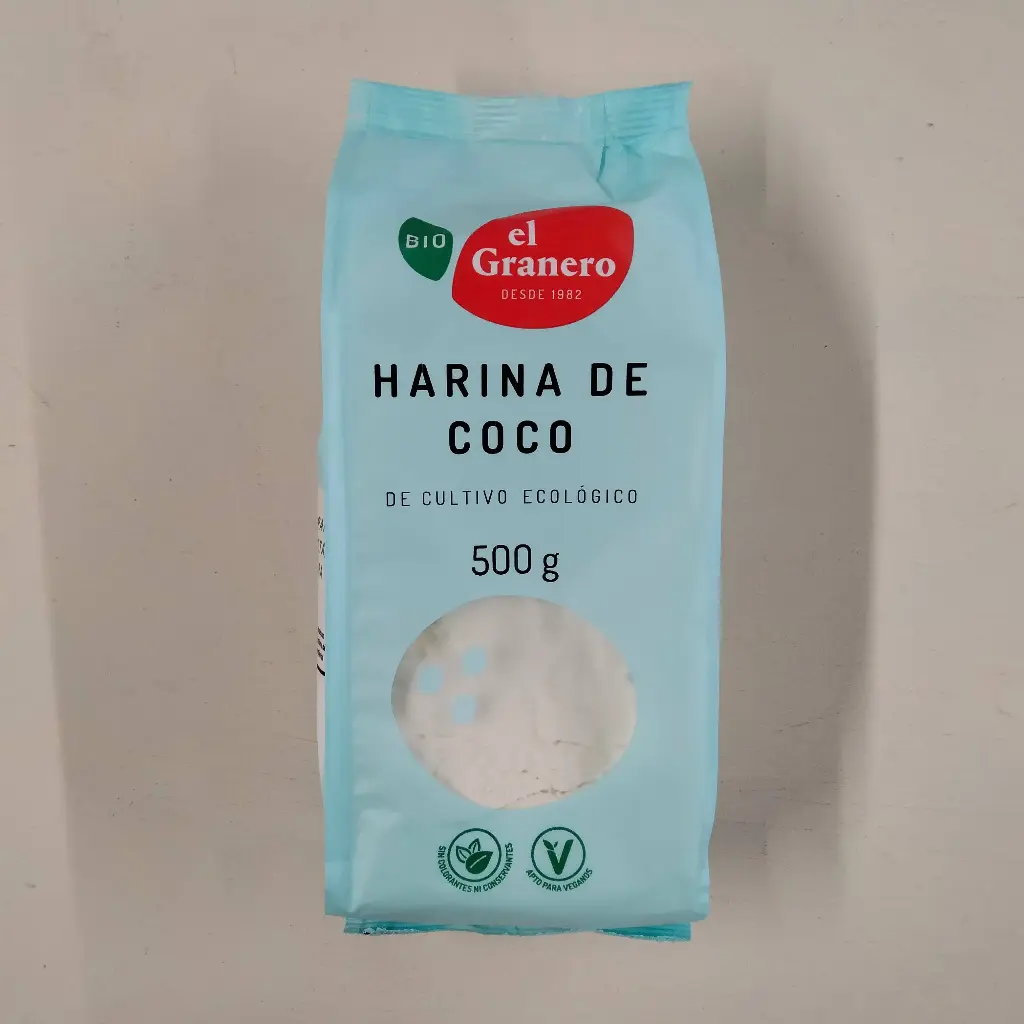 BIO
el
Granero
DESDE 1982
HARINA DE
COCO
DE CULTIVO ECOLÓGICO
500 g
SIN COLORANTES NI CONSERVANTES
APTO PARA VEGANOS